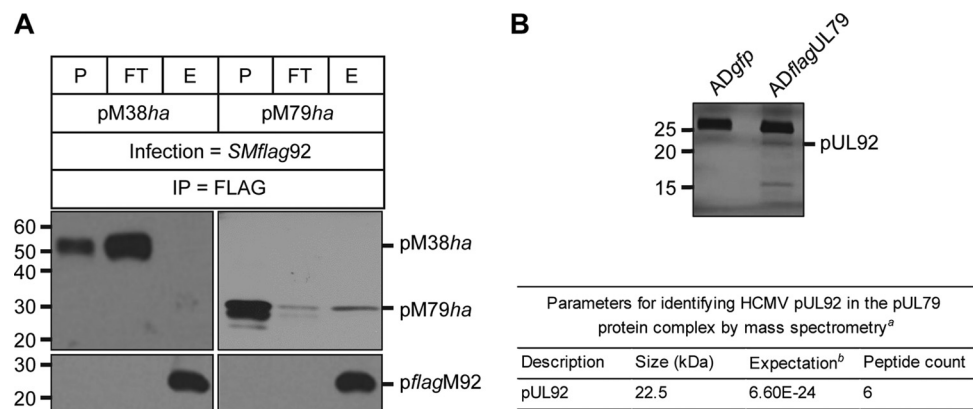 A
P FT E P FT E
pM38ha pM79ha
Infection = SMflag92
IP = FLAG
60
50
40
30
20
pM38ha
pM79ha
30
20
pflagM92
B
ADgfp ADflagUL79
25
20
15
pUL92
Parameters for identifying HCMV pUL92 in the pUL79
protein complex by mass spectrometryᵃ
Description Size (kDa) Expectationᵇ Peptide count
pUL92 22.5 6.60E-24 6